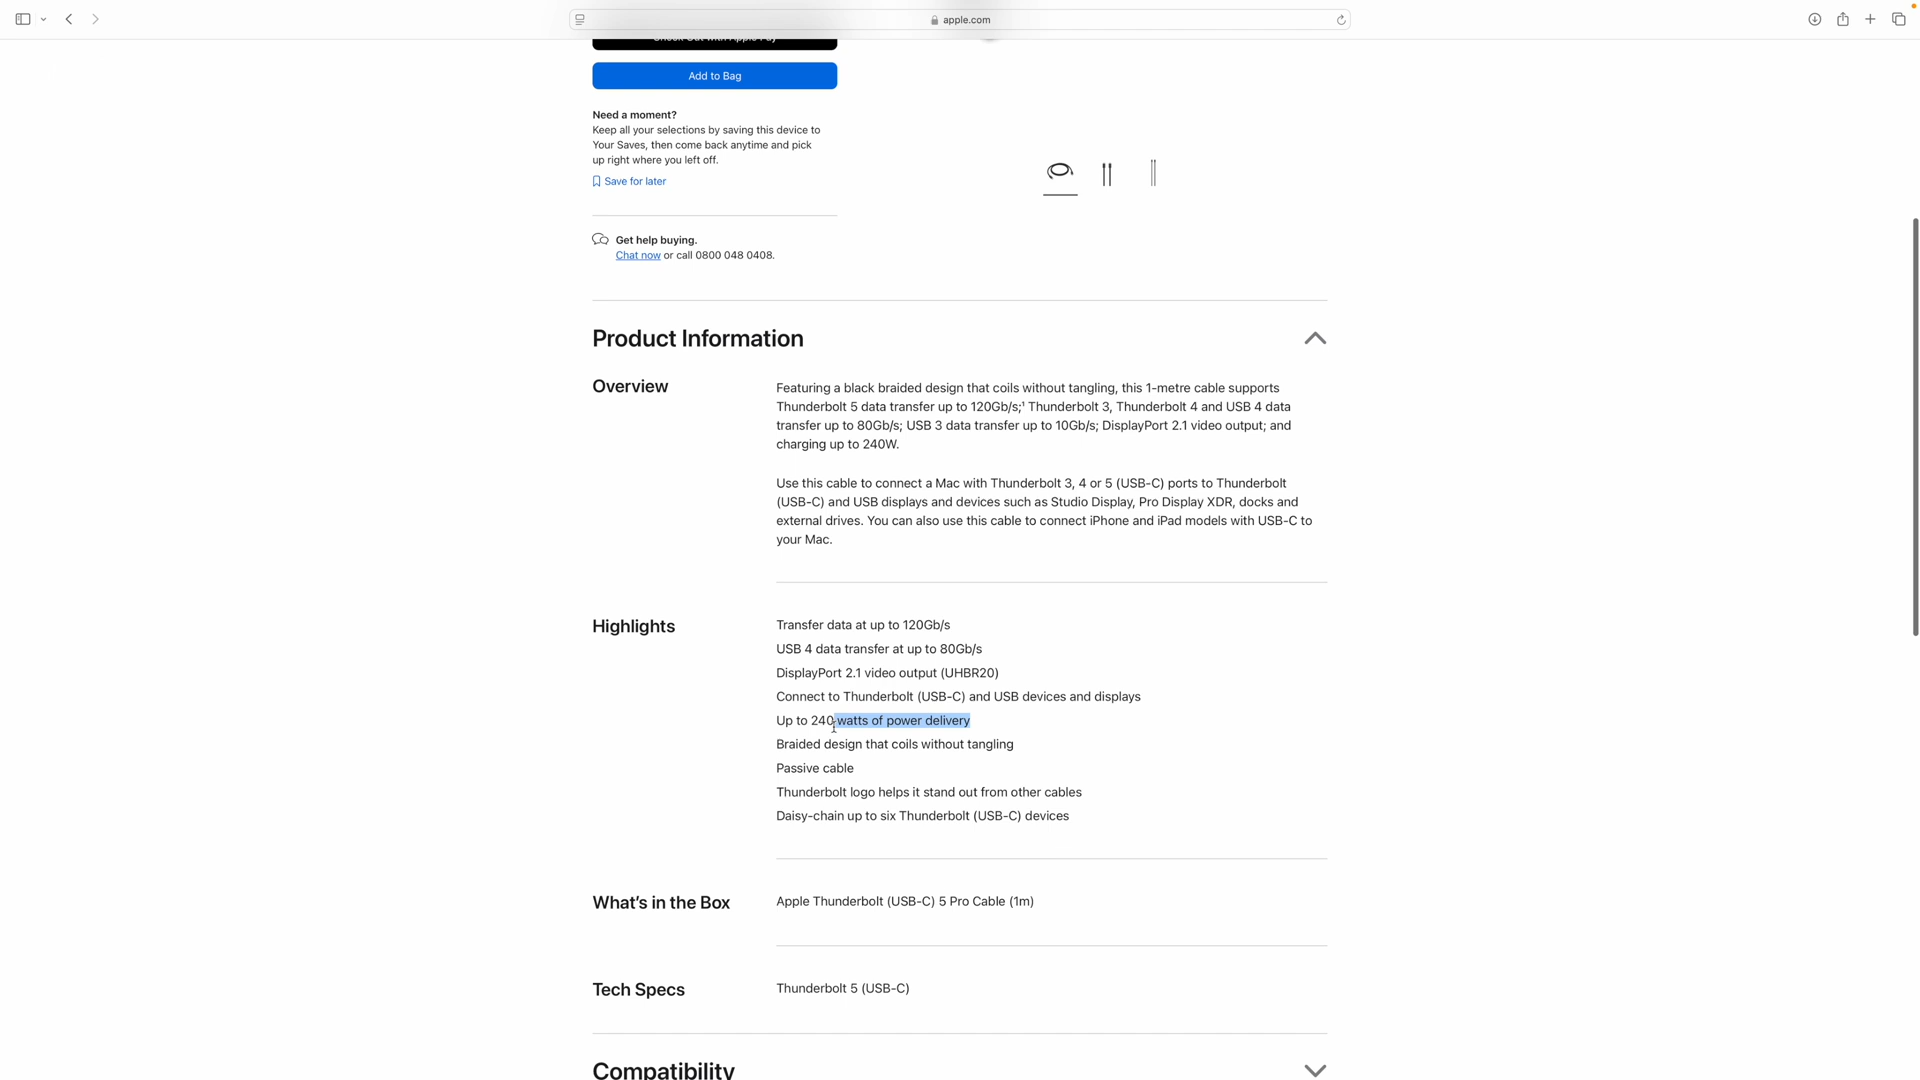 apple.com
Check Out with Apple Pay
Add to Bag
Need a moment?
Keep all your selections by saving this device to
Your Saves, then come back anytime and pick
up right where you left off.
Save for later
Get help buying.
Chat now or call 0800 048 0408.
Product Information
Overview
Featuring a black braided design that coils without tangling, this 1-metre cable supports
Thunderbolt 5 data transfer up to 120Gb/s;¹ Thunderbolt 3, Thunderbolt 4 and USB 4 data
transfer up to 80Gb/s; USB 3 data transfer up to 10Gb/s; DisplayPort 2.1 video output; and
charging up to 240W.
Use this cable to connect a Mac with Thunderbolt 3, 4 or 5 (USB-C) ports to Thunderbolt
(USB-C) and USB displays and devices such as Studio Display, Pro Display XDR, docks and
external drives. You can also use this cable to connect iPhone and iPad models with USB-C to
your Mac.
Highlights
Transfer data at up to 120Gb/s
USB 4 data transfer at up to 80Gb/s
DisplayPort 2.1 video output (UHBR20)
Connect to Thunderbolt (USB-C) and USB devices and displays
Up to 240 watts of power delivery
Braided design that coils without tangling
Passive cable
Thunderbolt logo helps it stand out from other cables
Daisy-chain up to six Thunderbolt (USB-C) devices
What's in the Box
Apple Thunderbolt (USB-C) 5 Pro Cable (1m)
Tech Specs
Thunderbolt 5 (USB-C)
Compatibility